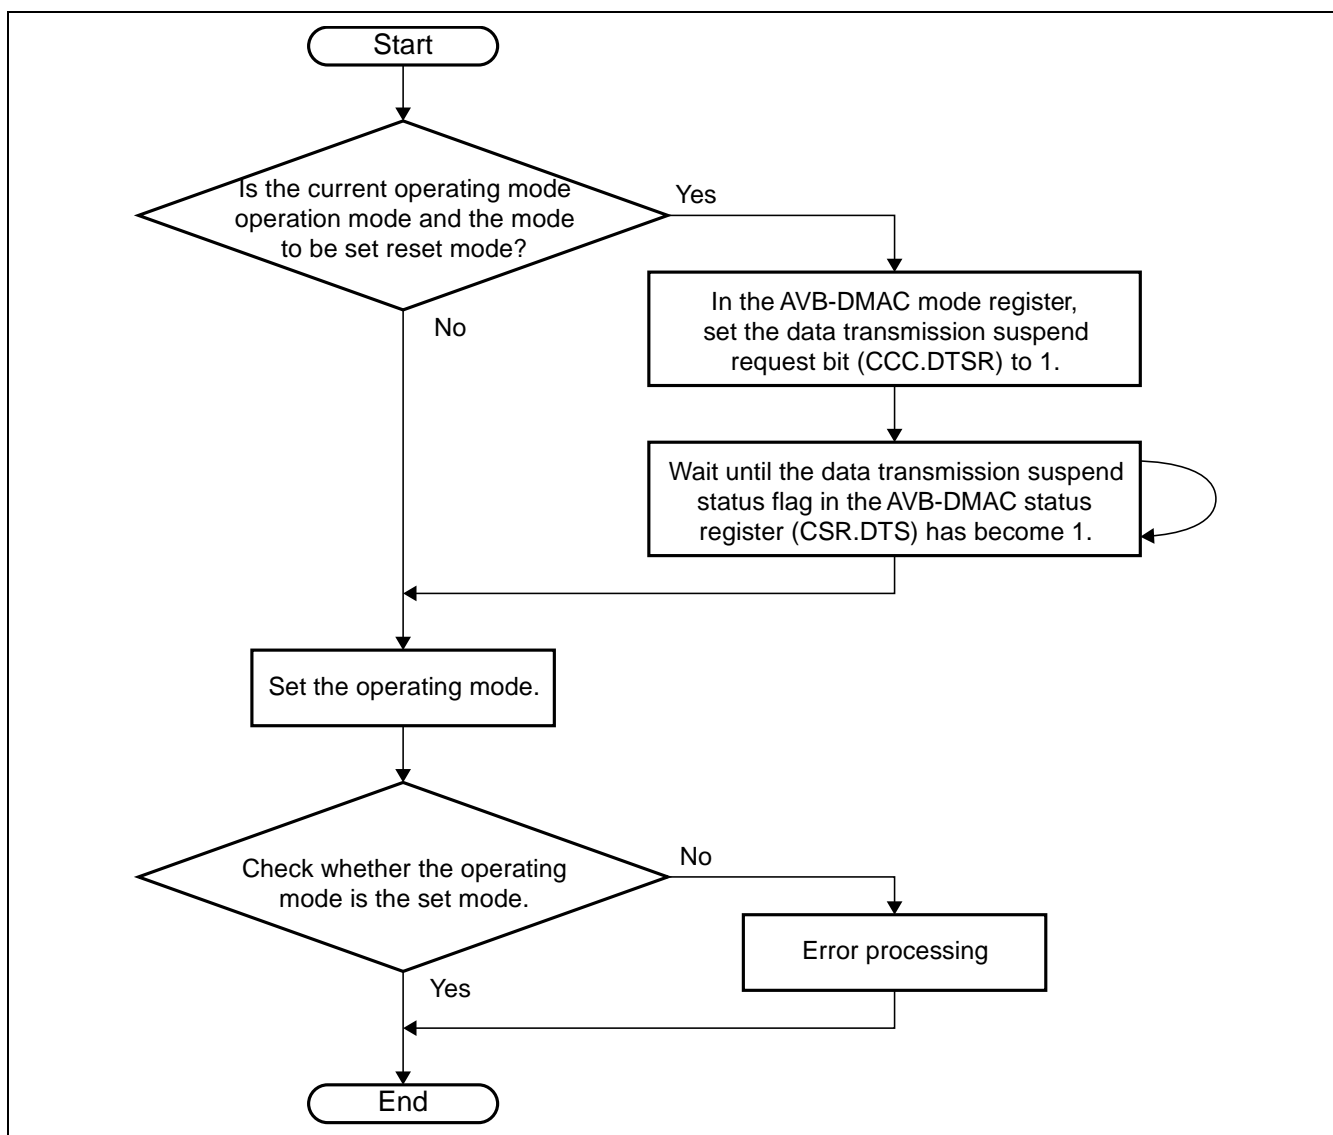 Start
Is the current operating mode
operation mode and the mode
to be set reset mode?
Yes
No
In the AVB-DMAC mode register,
set the data transmission suspend
request bit (CCC.DTSR) to 1.
Wait until the data transmission suspend
status flag in the AVB-DMAC status
register (CSR.DTS) has become 1.
Set the operating mode.
Check whether the operating
mode is the set mode.
No
Yes
Error processing
End